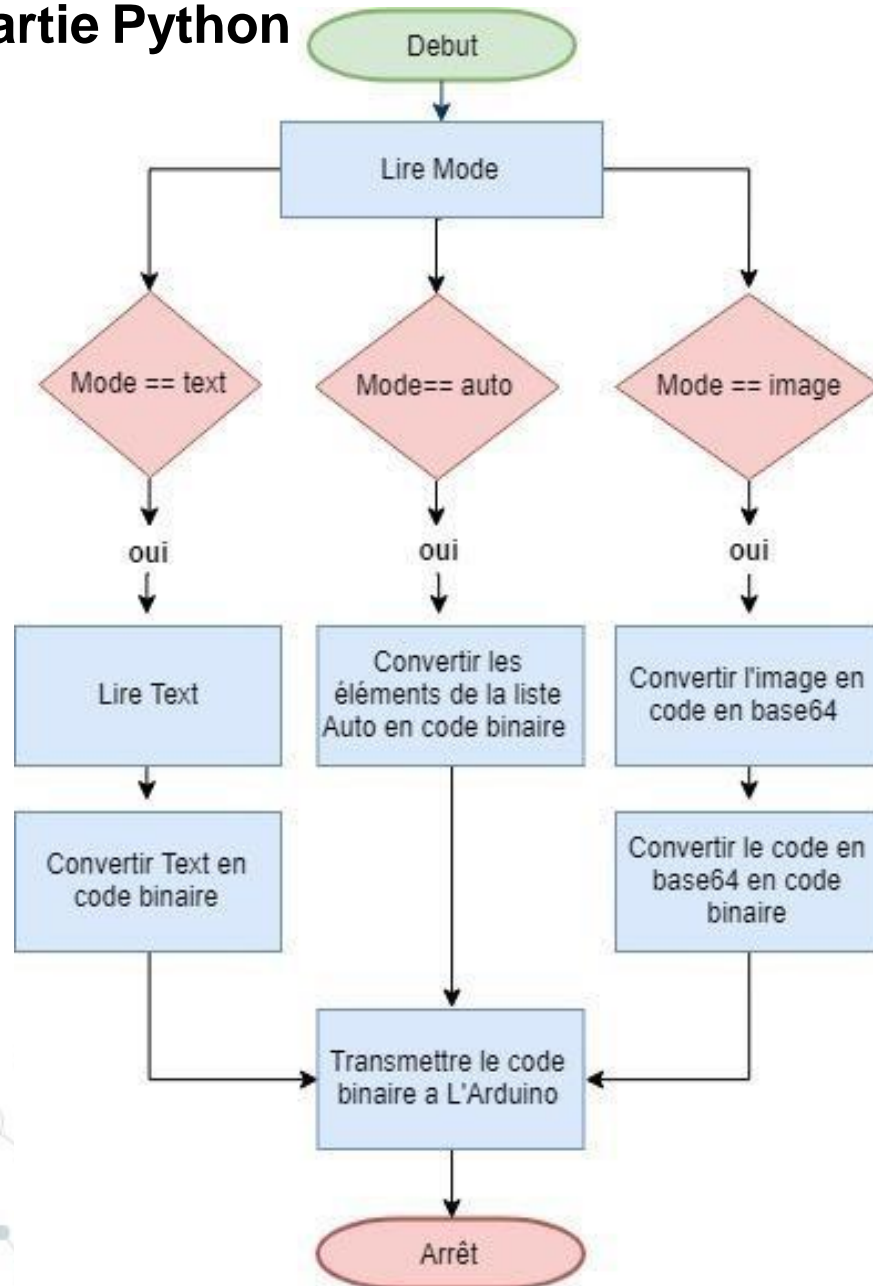 artie Python
Debut
Lire Mode
Mode == text
Mode== auto
Mode == image
oui
oui
oui
Lire Text
Convertir les
éléments de la liste
Auto en code binaire
Convertir l'image en
code en base64
Convertir Text en
code binaire
Convertir le code en
base64 en code
binaire
Transmettre le code
binaire a L'Arduino
Arrêt